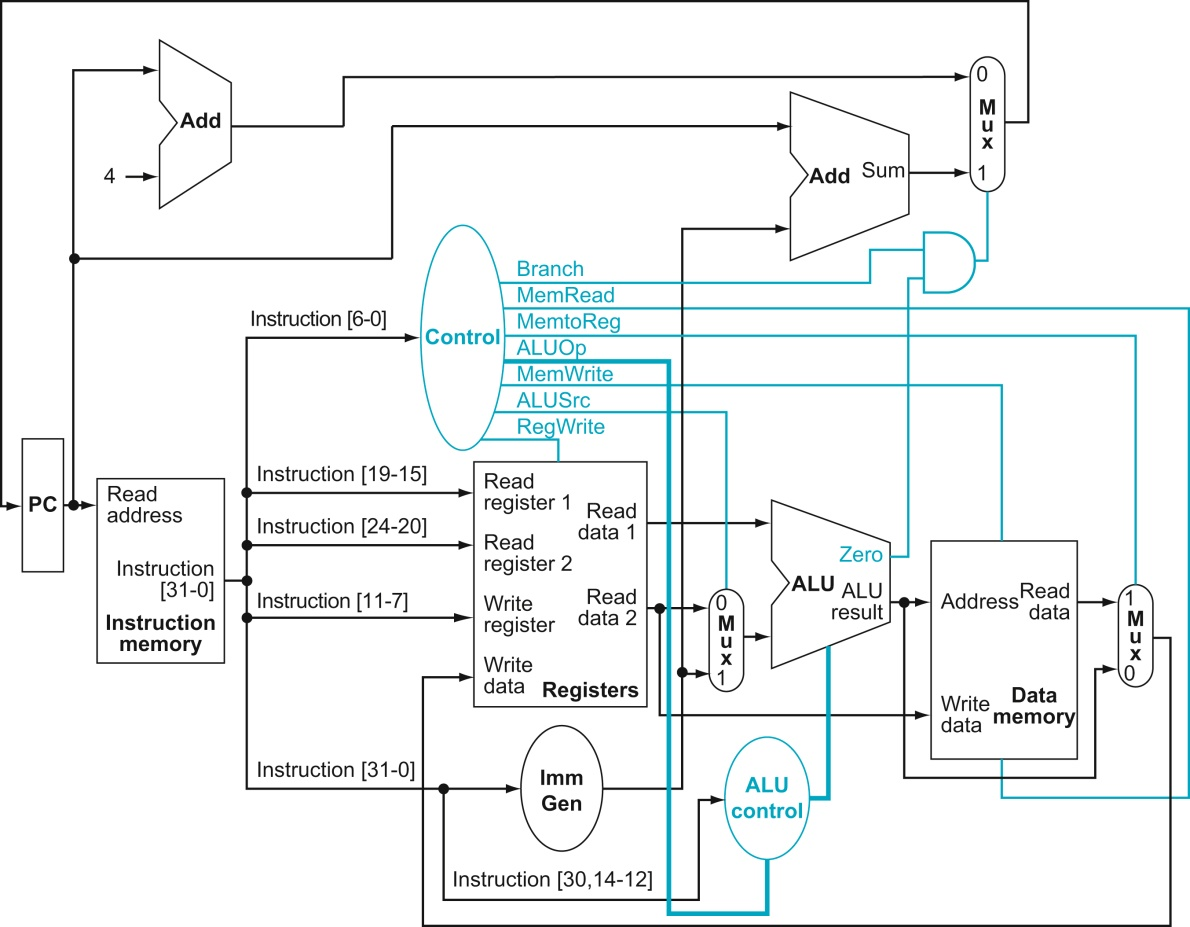 0
M
u
x
1
Add
4
Add Sum
Branch
MemRead
Instruction [6-0]
MemtoReg
Control
ALUOp
MemWrite
ALUSrc
RegWrite
PC
Read
address
Instruction
[31-0]
Instruction
memory
Instruction [19-15]
Instruction [24-20]
Instruction [11-7]
Read
register 1
Read
register 2
Write
register
Write
data
Read
data 1
Read
data 2
Registers
0
M
u
x
1
Zero
ALU
ALU
result
Address
Read
data
Write
data
Data
memory
1
M
u
x
0
Instruction [31-0]
Imm
Gen
ALU
control
Instruction [30,14-12]